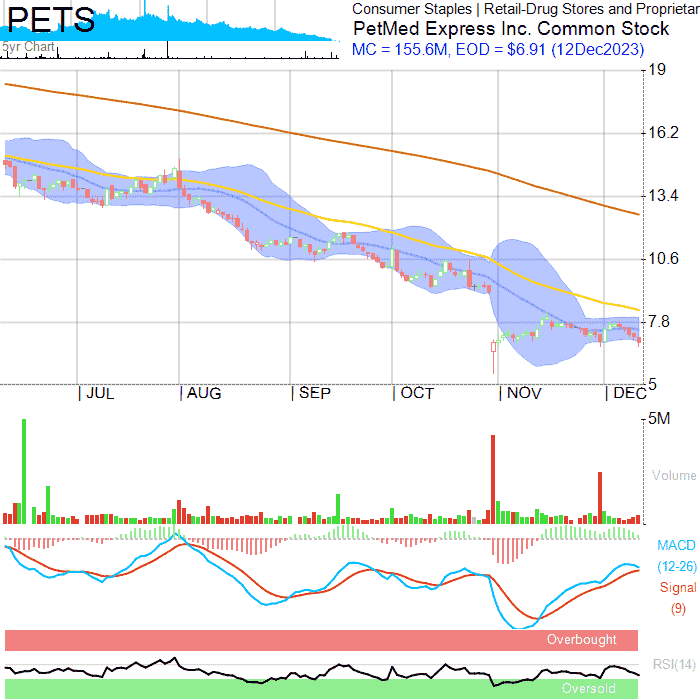 PETS
5yr Chart
Consumer Staples | Retail-Drug Stores and Proprietar
PetMed Express Inc. Common Stock
MC = 155.6M, EOD = $6.91 (12Dec2023)
19
16.2
13.4
10.6
7.8
5
JUL
AUG
SEP
OCT
NOV
DEC
5M
Volume
MACD
(12-26)
Signal
(9)
Overbought
RSI(14)
Oversold